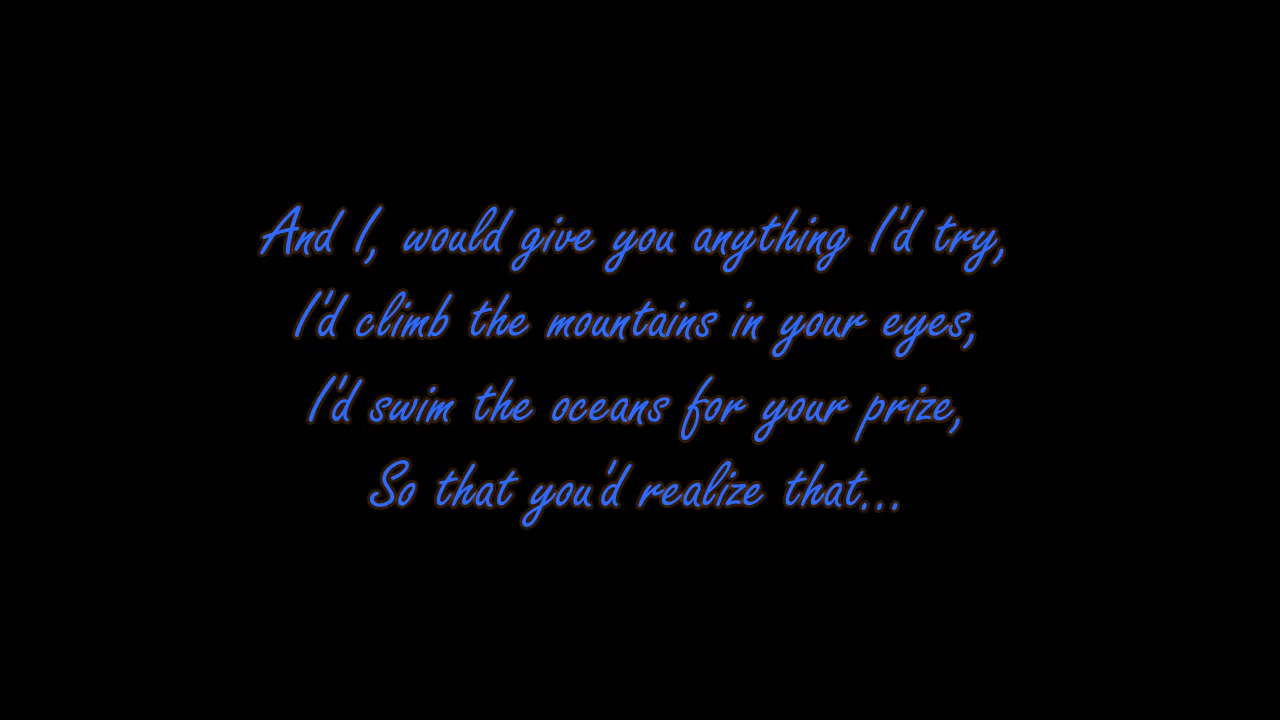 And I, would give you anything I'd try,
I'd climb the mountains in your eyes,
I'd swim the oceans for your prize,
So that you'd realize that...